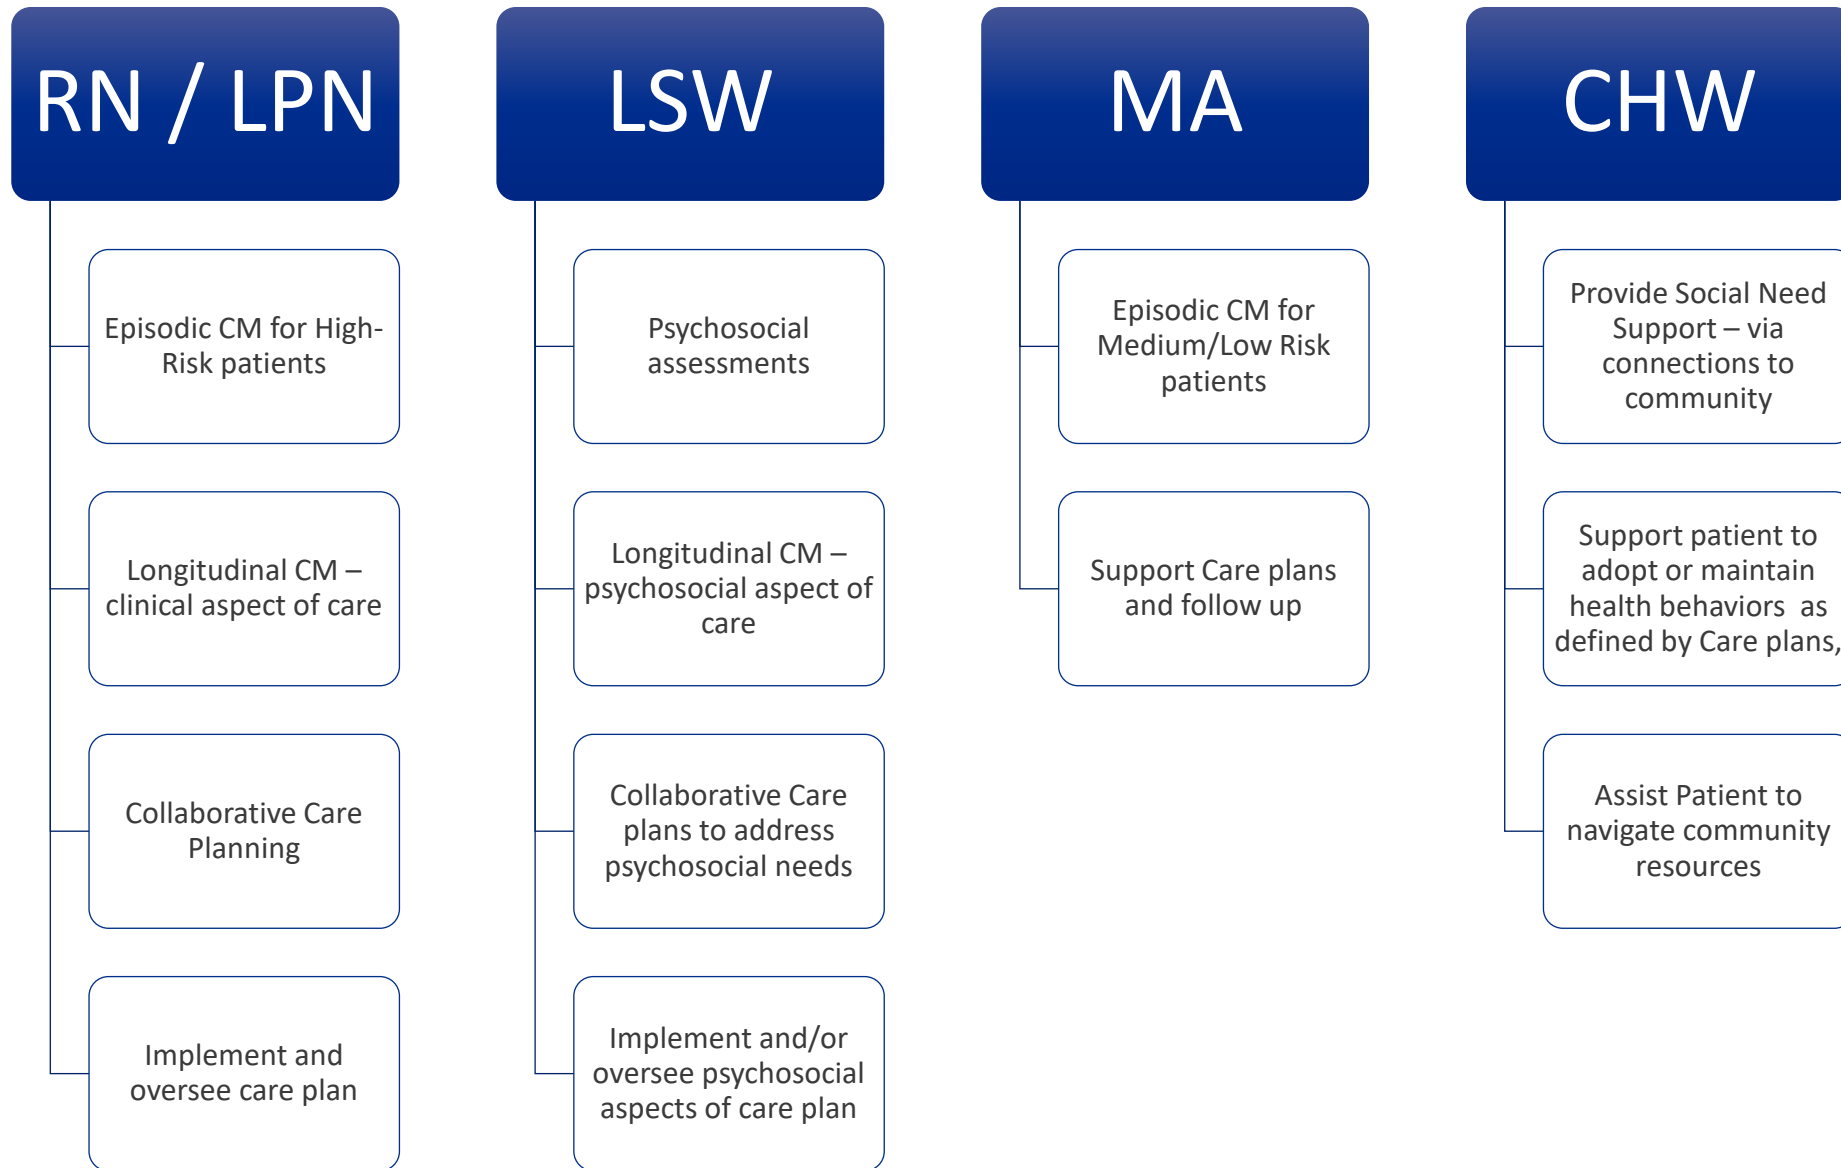 RN / LPN
Episodic CM for High-
Risk patients
Longitudinal CM –
clinical aspect of care
Collaborative Care
Planning
Implement and
oversee care plan
LSW
Psychosocial
assessments
Longitudinal CM –
psychosocial aspect of
care
Collaborative Care
plans to address
psychosocial needs
Implement and/or
oversee psychosocial
aspects of care plan
MA
Episodic CM for
Medium/Low Risk
patients
Support Care plans
and follow up
CHW
Provide Social Need
Support – via
connections to
community
Support patient to
adopt or maintain
health behaviors  as
defined by Care plans,
Assist Patient to
navigate community
resources